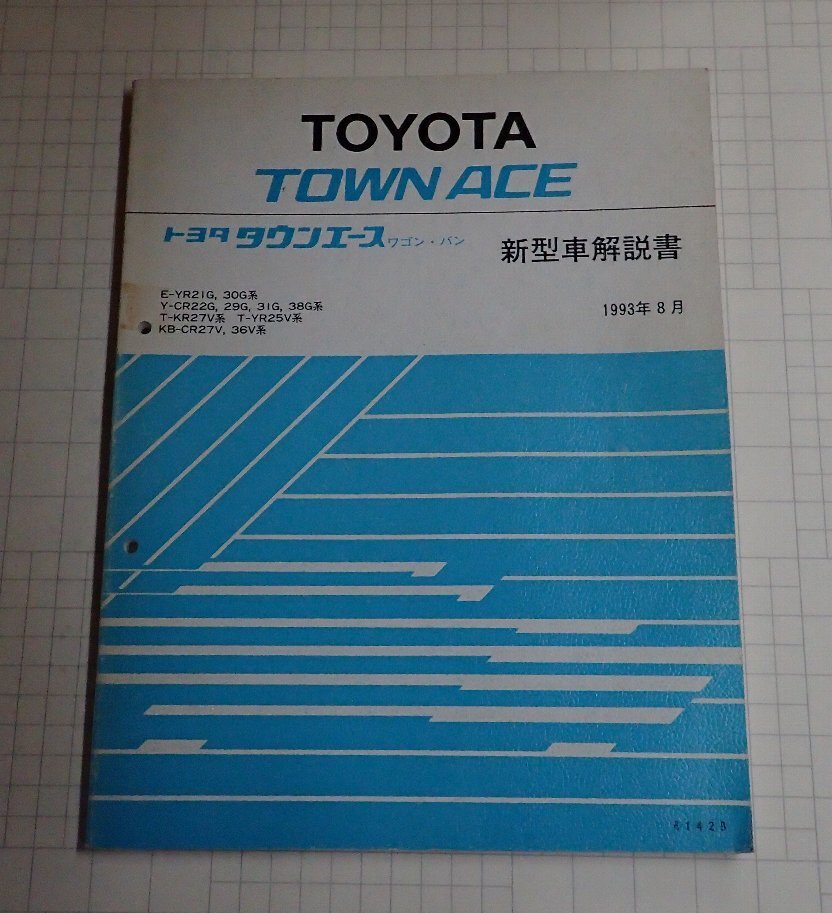 TOYOTA
TOWN ACE
トヨタ タウンエース ワゴン・バン
新型車解説書
E-YR21G, 30G系
Y-CR22G, 29G, 31G, 38G系
T-KR27V系 T-YR25V系
KB-CR27V, 36V系
1993年8月